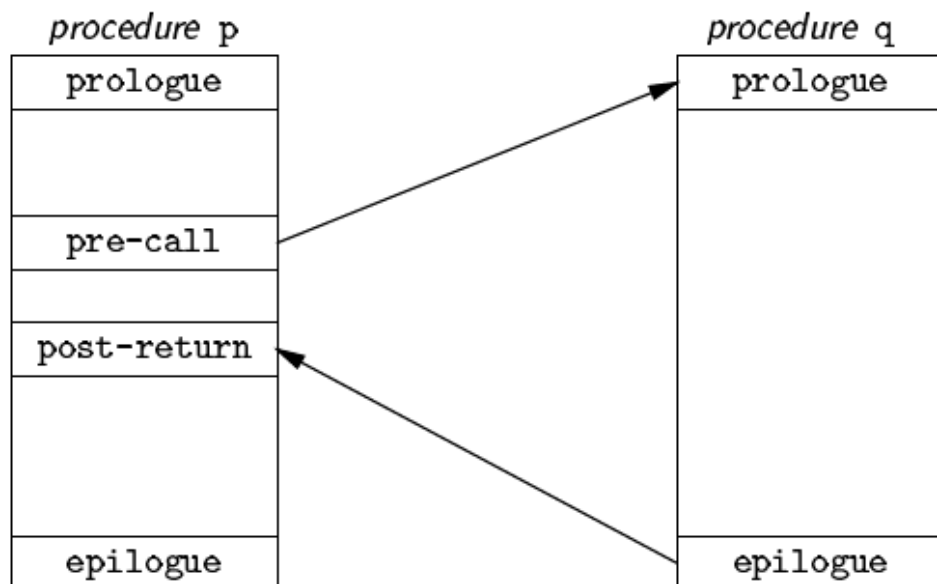 procedure p
prologue
pre-call
post-return
epilogue
procedure q
prologue
epilogue